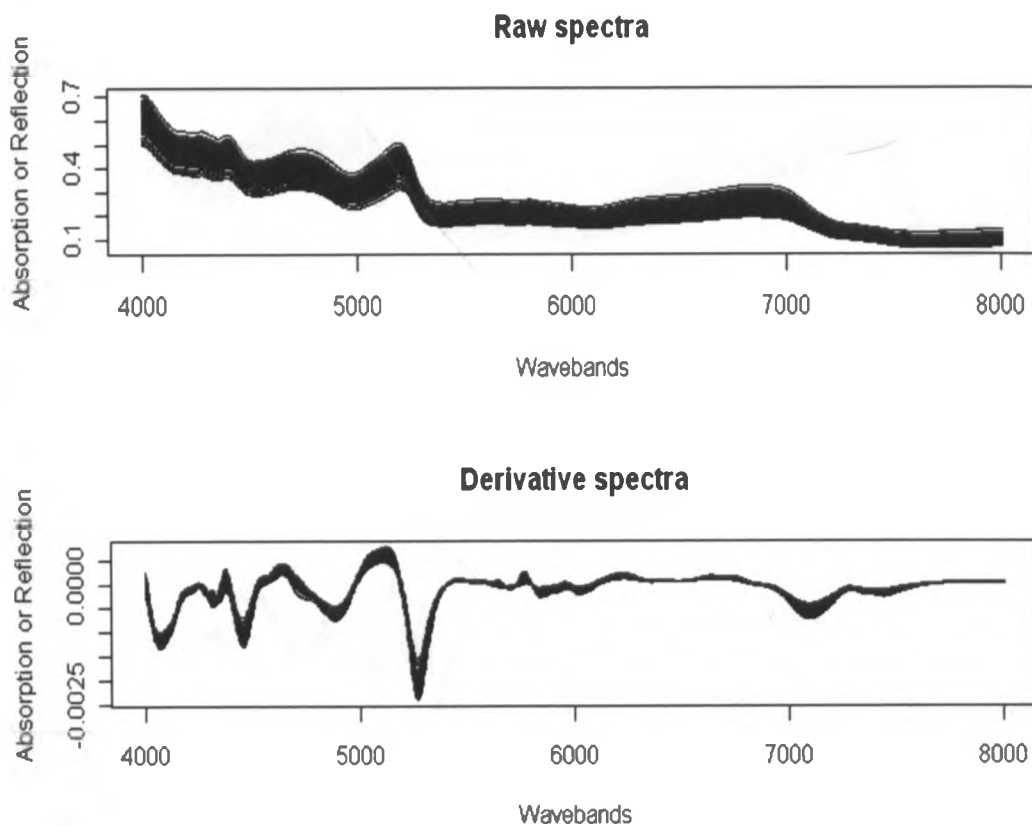 Raw spectra
Absorption or Reflection
0.7
0.4
0.1
4000 5000 6000 7000 8000
Wavebands
Derivative spectra
Absorption or Reflection
0.0000
-0.0025
4000 5000 6000 7000 8000
Wavebands